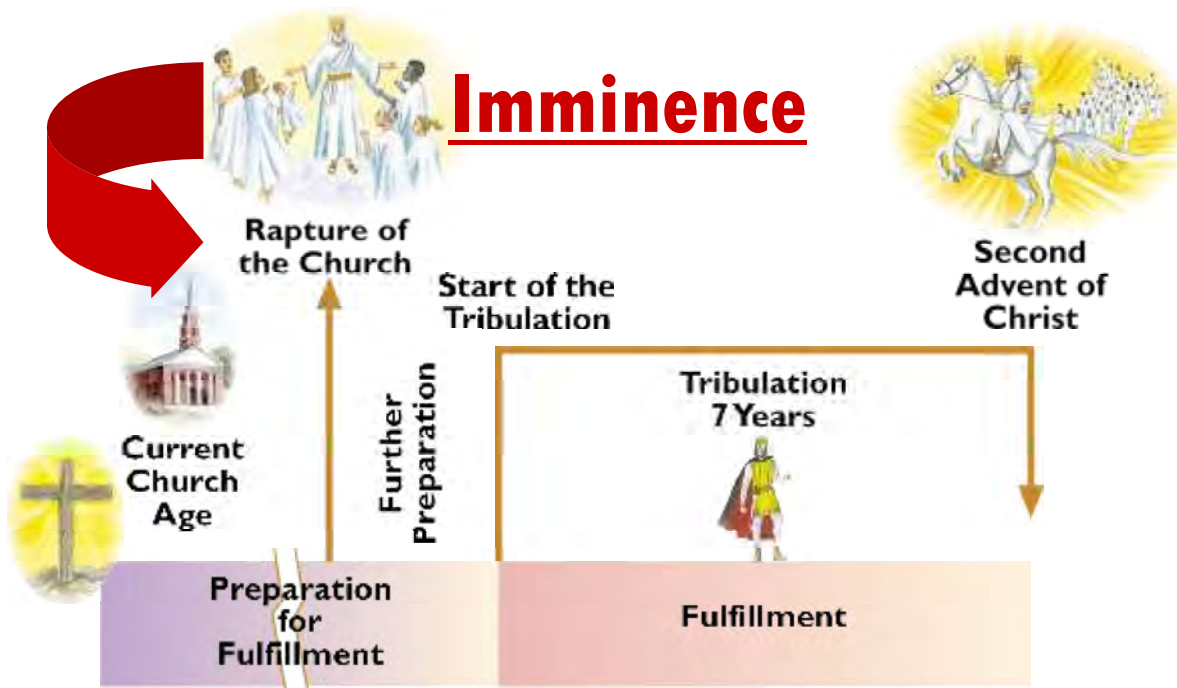 Imminence
Rapture of
the Church
Second
Advent of
Christ
Start of the
Tribulation
Further
Preparation
Tribulation
7 Years
Current
Church
Age
Preparation
for
Fulfillment
Fulfillment